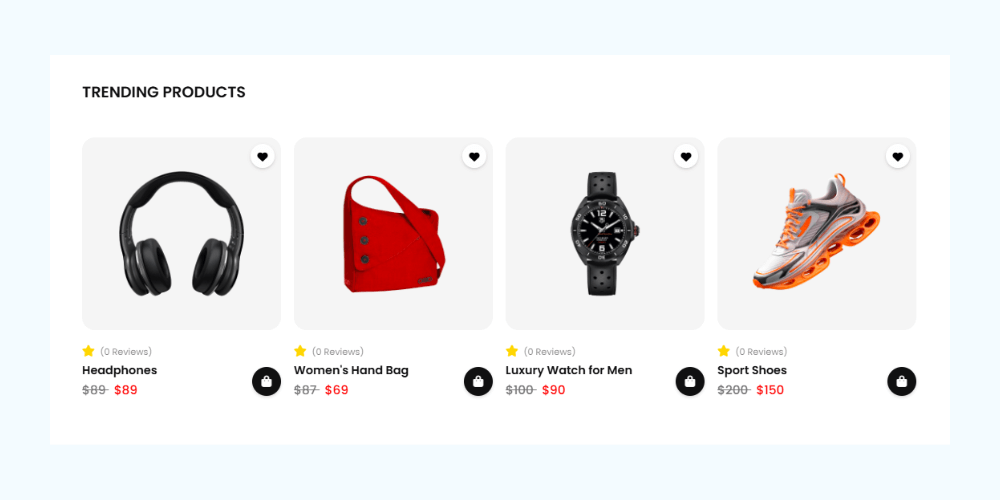 TRENDING PRODUCTS
(0 Reviews)
Headphones
$89 $89
(0 Reviews)
Women's Hand Bag
$87 $69
(0 Reviews)
Luxury Watch for Men
$100 $90
(0 Reviews)
Sport Shoes
$200 $150
12